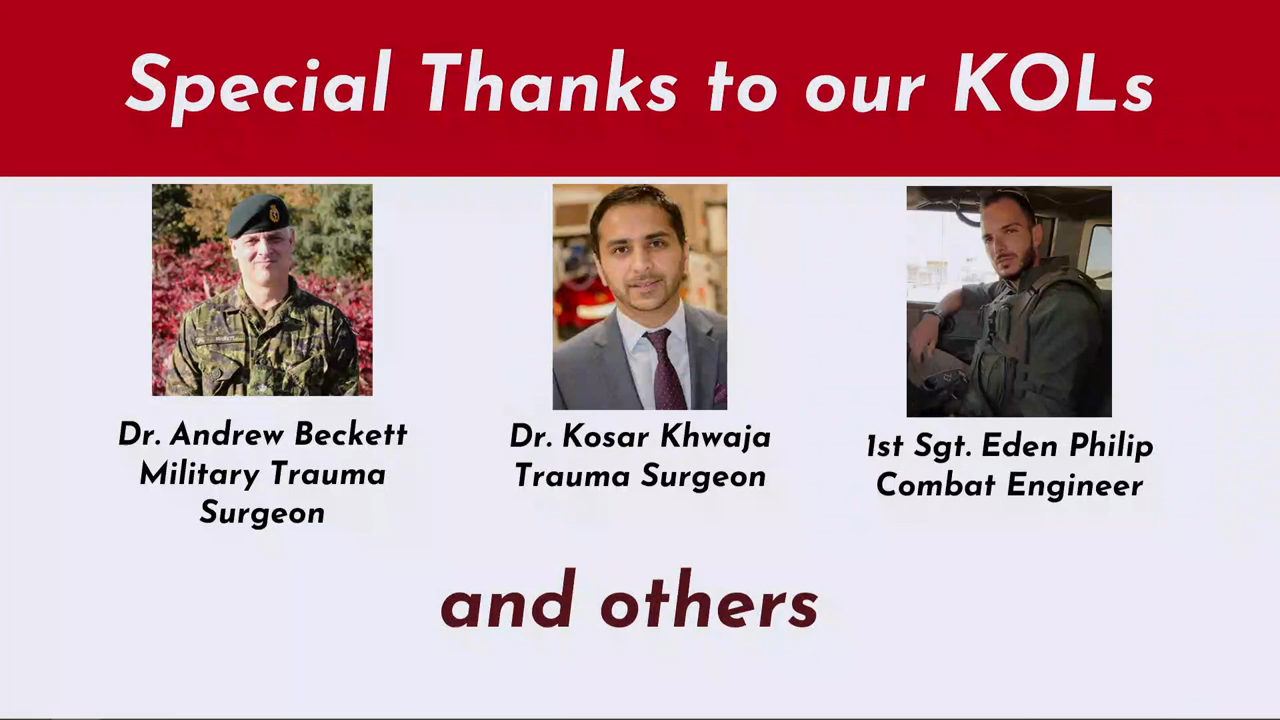 Special Thanks to our KOLs
Dr. Andrew Beckett
Military Trauma
Surgeon
Dr. Kosar Khwaja
Trauma Surgeon
1st Sgt. Eden Philip
Combat Engineer
and others